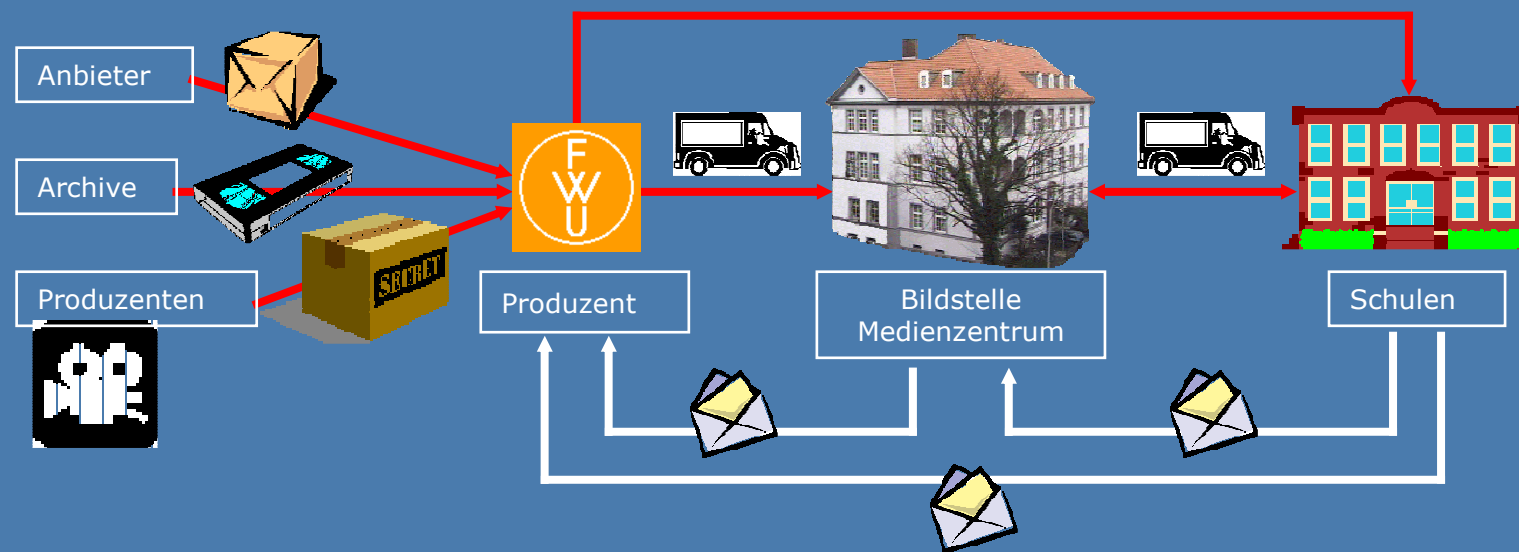 Anbieter
Archive
Produzenten
SECRET
FWU
Produzent
Bildstelle
Medienzentrum
Schulen